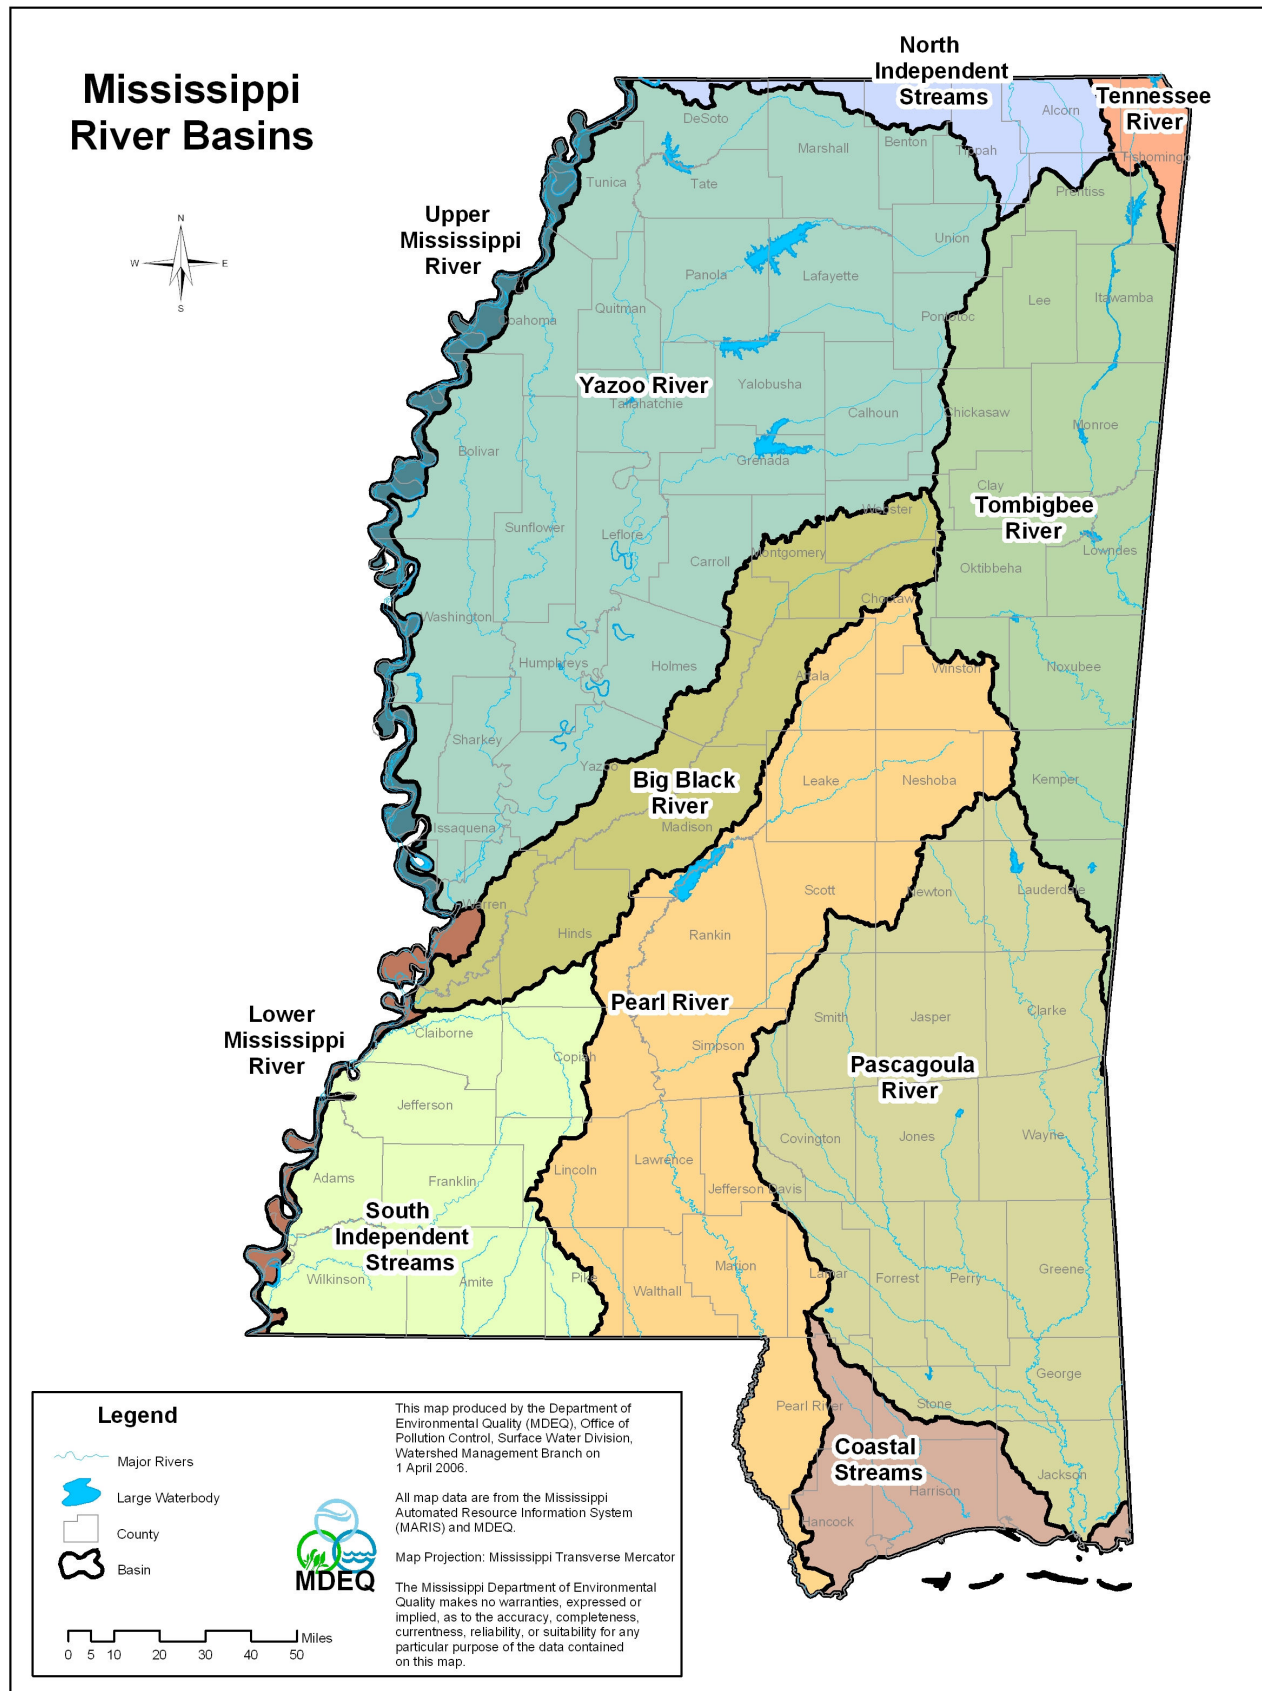 Mississippi
River Basins
North
Independent
Streams
Tennessee
River
Upper
Mississippi
River
N
W
E
S
DeSoto
Marshall
Benton
Tippah
Alcorn
Tishomingo
Tunica
Tate
Prentiss
Union
Panola
Lafayette
Lee
Itawamba
Coahoma
Quitman
Pontotoc
Yazoo River
Yalobusha
Tallahatchie
Calhoun
Chickasaw
Monroe
Bolivar
Grenada
Clay
Tombigbee
River
Webster
Sunflower
Leflore
Carroll
Montgomery
Lowndes
Oktibbeha
Choctaw
Washington
Humphreys
Holmes
Attala
Winston
Noxubee
Sharkey
Yazoo
Big Black
River
Leake
Neshoba
Kemper
Issaquena
Madison
Warren
Scott
Newton
Lauderdale
Hinds
Rankin
Pearl River
Lower
Mississippi
River
Claiborne
Copiah
Simpson
Smith
Jasper
Clarke
Pascagoula
River
Jefferson
Covington
Jones
Wayne
Lincoln
Lawrence
Adams
Franklin
Jefferson Davis
South
Independent
Streams
Wilkinson
Amite
Pike
Walthall
Marion
Lamar
Forrest
Perry
Greene
George
Pearl River
Stone
Coastal
Streams
Jackson
Harrison
Hancock
Legend
Major Rivers
Large Waterbody
County
Basin
0 5 10 20 30 40 50
Miles
MDEQ
This map produced by the Department of
Environmental Quality (MDEQ), Office of
Pollution Control, Surface Water Division,
Watershed Management Branch on
1 April 2006.
All map data are from the Mississippi
Automated Resource Information System
(MARIS) and MDEQ.
Map Projection: Mississippi Transverse Mercator
The Mississippi Department of Environmental
Quality makes no warranties, expressed or
implied, as to the accuracy, completeness,
currentness, reliability, or suitability for any
particular purpose of the data contained
on this map.